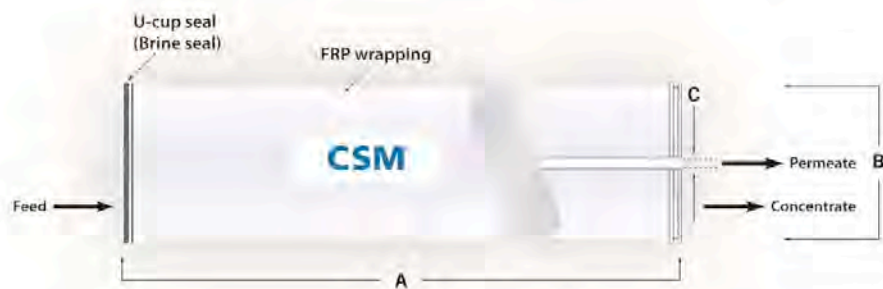 U-cup seal
(Brine seal)
FRP wrapping
C
CSM
Permeate
B
Feed
Concentrate
A